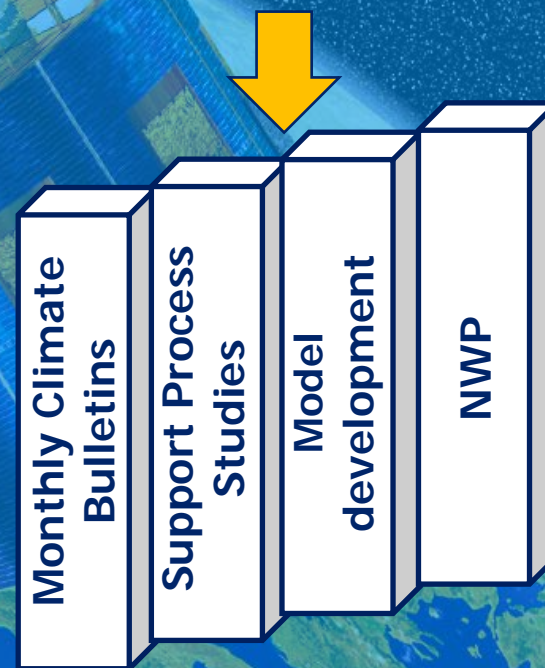 Monthly Climate
Bulletins
Support Process
Studies
Model
development
NWP